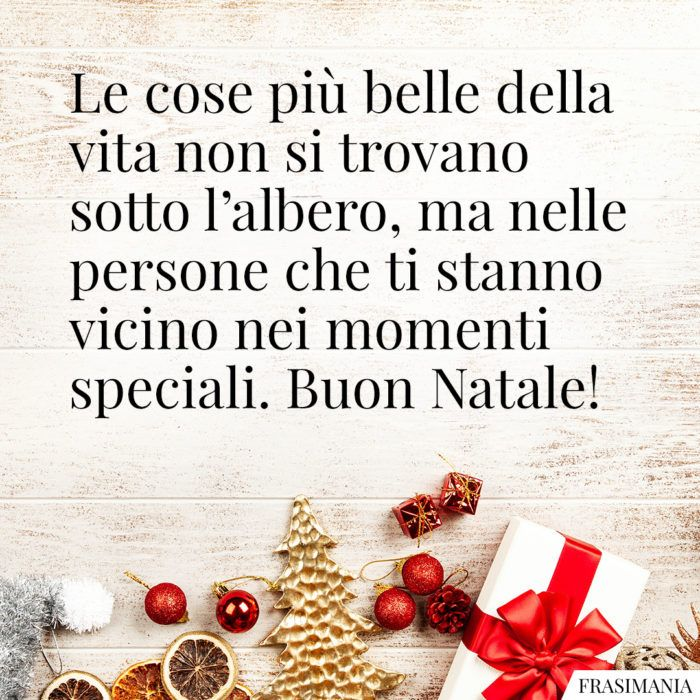 Le cose più belle della
vita non si trovano
sotto l’albero, ma nelle
persone che ti stanno
vicino nei momenti
speciali. Buon Natale!
FRASIMANIA